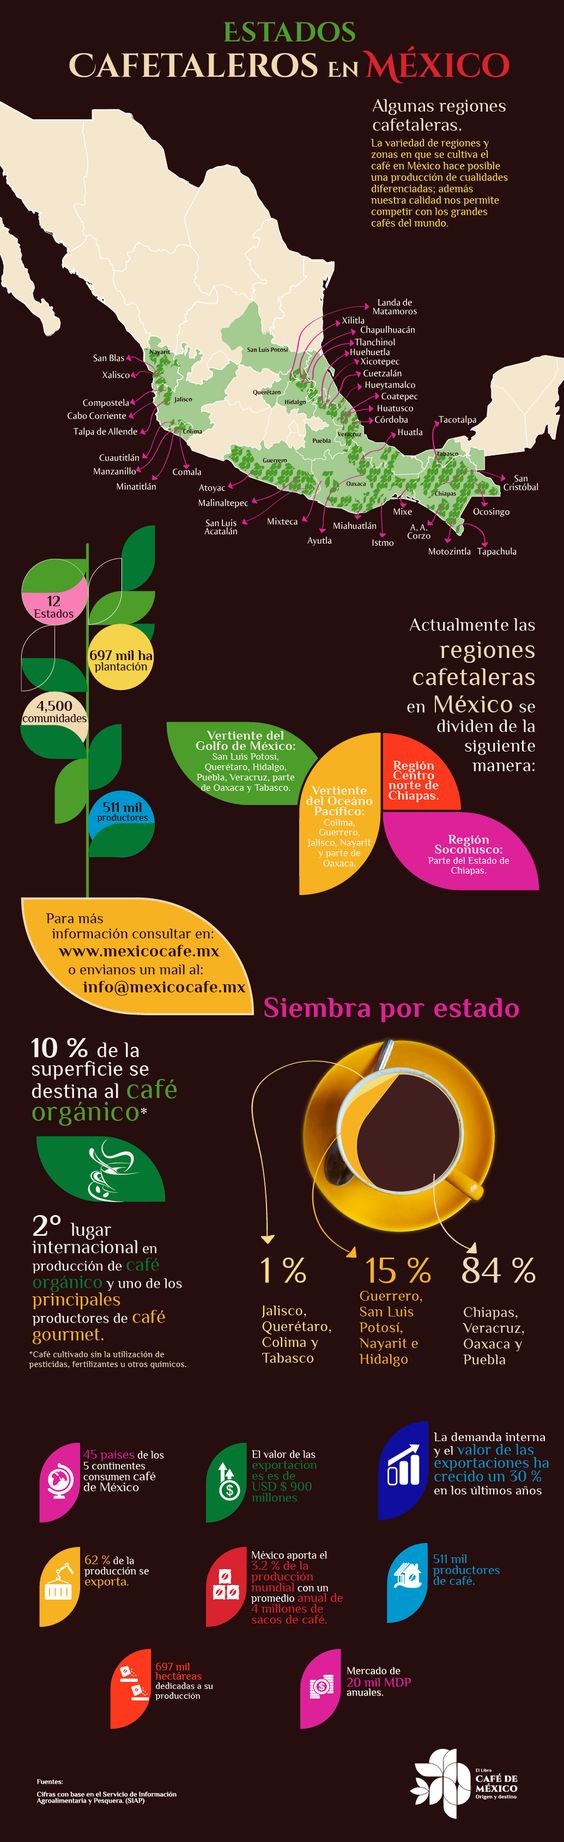 ESTADOS
CAFETALEROS EN MÉXICO
Algunas regiones
cafetaleras.
La variedad de regiones y
zonas en que se cultiva el
café en México hace posible
una producción de cualidades
diferenciadas; además
nuestra calidad nos permite
competir con los grandes
cafés del mundo.
Landa de
Matamoros
Xilitla
Chapulhuacán
Tlanchinol
Huehuetla
Xicotepec
Cuetzalán
Hueytamalco
Coatepec
Huatusco
Córdoba
Huatla
Tacotalpa
San Blas
Xalisco
Compostela
Cabo Corriente
Talpa de Allende
Cuautitlán
Manzanillo
Minatitlán
Comala
Nayarit
Jalisco
Colima
San Luis Potosí
Querétaro
Hidalgo
Puebla
Veracruz
Guerrero
Oaxaca
Tabasco
Chiapas
Atoyac
Malinaltepec
San Luis
Acatalán
Mixteca
Ayutla
Miahuatlán
Istmo
Mixe
A. A.
Corzo
Motozintla
Tapachula
Ocosingo
San
Cristóbal
12
Estados
697 mil ha
plantación
4,500
comunidades
511 mil
productores
Actualmente las
regiones
cafetaleras
en México se
dividen de la
siguiente
manera:
Vertiente del
Golfo de México:
San Luis Potosí,
Querétaro, Hidalgo,
Puebla, Veracruz, parte
de Oaxaca y Tabasco.
Vertiente
del Oceáno
Pacífico:
Colima,
Guerrero,
Jalisco, Nayarit
y parte de
Oaxaca.
Región
Centro
norte de
Chiapas.
Región
Soconusco:
Parte del Estado de
Chiapas.
Para más
información consultar en:
www.mexicocafe.mx
o envianos un mail al:
info@mexicocafe.mx
Siembra por estado
10 % de la
superficie se
destina al café
orgánico*
2° lugar
internacional en
producción de café
orgánico y uno de los
principales
productores de café
gourmet.
*Café cultivado sin la utilización de
pesticidas, fertilizantes u otros químicos.
1 %
Jalisco,
Querétaro,
Colima y
Tabasco
15 %
Guerrero,
San Luis
Potosí,
Nayarit e
Hidalgo
84 %
Chiapas,
Veracruz,
Oaxaca y
Puebla
45 países de los
5 continentes
consumen café
de México
El valor de las
exportacion
es es de
USD $ 900
millones
La demanda interna
y el valor de las
exportaciones ha
crecido un 30 %
en los últimos años
62 % de la
producción se
exporta.
México aporta el
3.2 % de la
producción
mundial con un
promedio anual de
4 millones de
sacos de café.
511 mil
productores
de café.
697 mil
hectáreas
dedicadas a su
producción
Mercado de
20 mil MDP
anuales.
Fuentes:
Cifras con base en el Servicio de Información
Agroalimentaria y Pesquera. (SIAP)
El Libro
CAFÉ DE
MÉXICO
Origen y destino